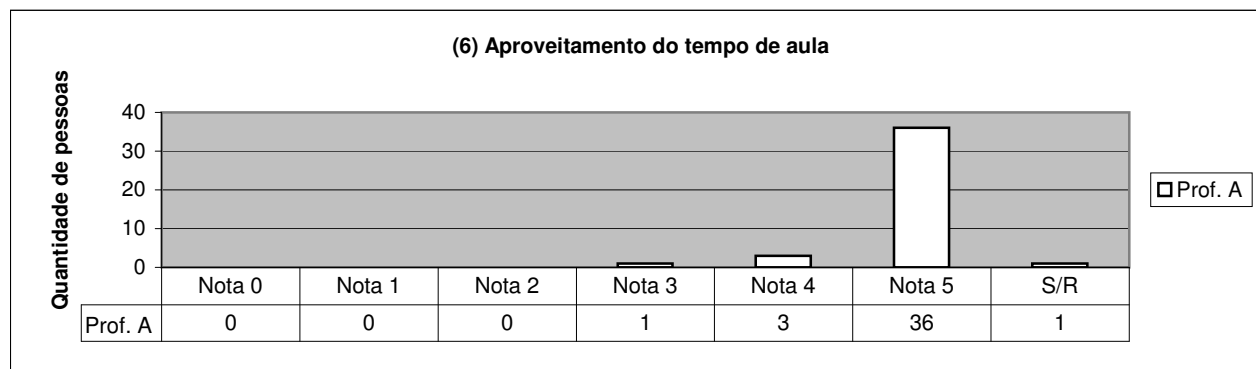 (6) Aproveitamento do tempo de aula
Quantidade de pessoas
40
30
20
10
0
Nota 0 Nota 1 Nota 2 Nota 3 Nota 4 Nota 5 S/R
Prof. A 0 0 0 1 3 36 1
Prof. A